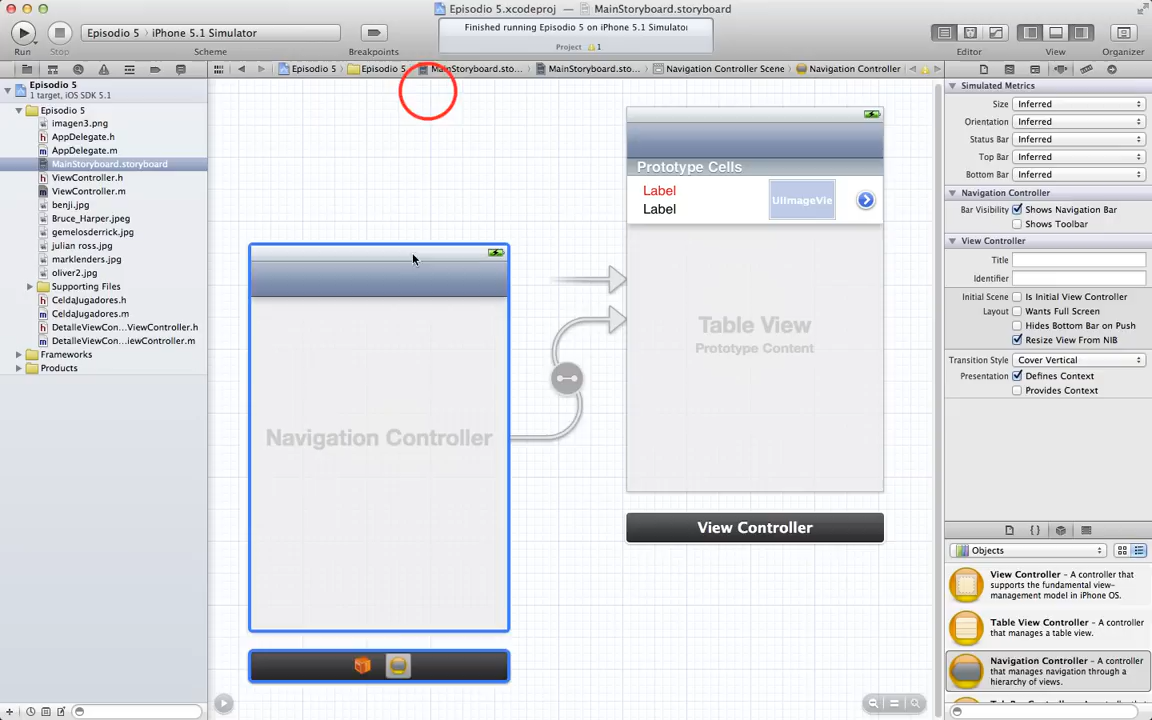 Episodio 5.xcodeproj — MainStoryboard.storyboard
Episodio 5 iPhone 5.1 Simulator
Finished running Episodio 5 on iPhone 5.1 Simulator
Project 1
Run
Stop
Scheme
Breakpoints
Editor
View
Organizer
Episodio 5
Episodio 5
MainStoryboard.sto...
MainStoryboard.sto...
Navigation Controller Scene
Navigation Controller
Episodio 5
1 target, iOS SDK 5.1
Episodio 5
imagen3.png
AppDelegate.h
AppDelegate.m
MainStoryboard.storyboard
ViewController.h
ViewController.m
benji.jpg
Bruce_Harper.jpeg
gemelosderrick.jpg
julian ross.jpg
marklenders.jpg
oliver2.jpg
Supporting Files
CeldaJugadores.h
CeldaJugadores.m
DetalleViewCon...ViewController.h
DetalleViewCon...iewController.m
Frameworks
Products
Navigation Controller
Prototype Cells
Label
Label
UIImageVie
Table View
Prototype Content
View Controller
Simulated Metrics
Size Inferred
Orientation Inferred
Status Bar Inferred
Top Bar Inferred
Bottom Bar Inferred
Navigation Controller
Bar Visibility Shows Navigation Bar
Shows Toolbar
View Controller
Title
Identifier
Initial Scene Is Initial View Controller
Layout Wants Full Screen
Hides Bottom Bar on Push
Resize View From NIB
Transition Style Cover Vertical
Presentation Defines Context
Provides Context
Objects
View Controller - A controller that
supports the fundamental view-
management model in iPhone OS.
Table View Controller - A controller
that manages a table view.
Navigation Controller - A controller
that manages navigation through a
hierarchy of views.